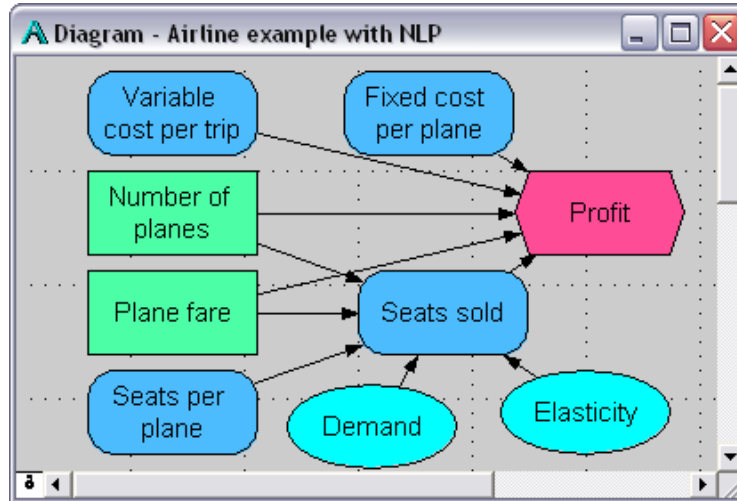 Diagram - Airline example with NLP
Variable
cost per trip
Fixed cost
per plane
Number of
planes
Profit
Plane fare
Seats sold
Seats per
plane
Demand
Elasticity